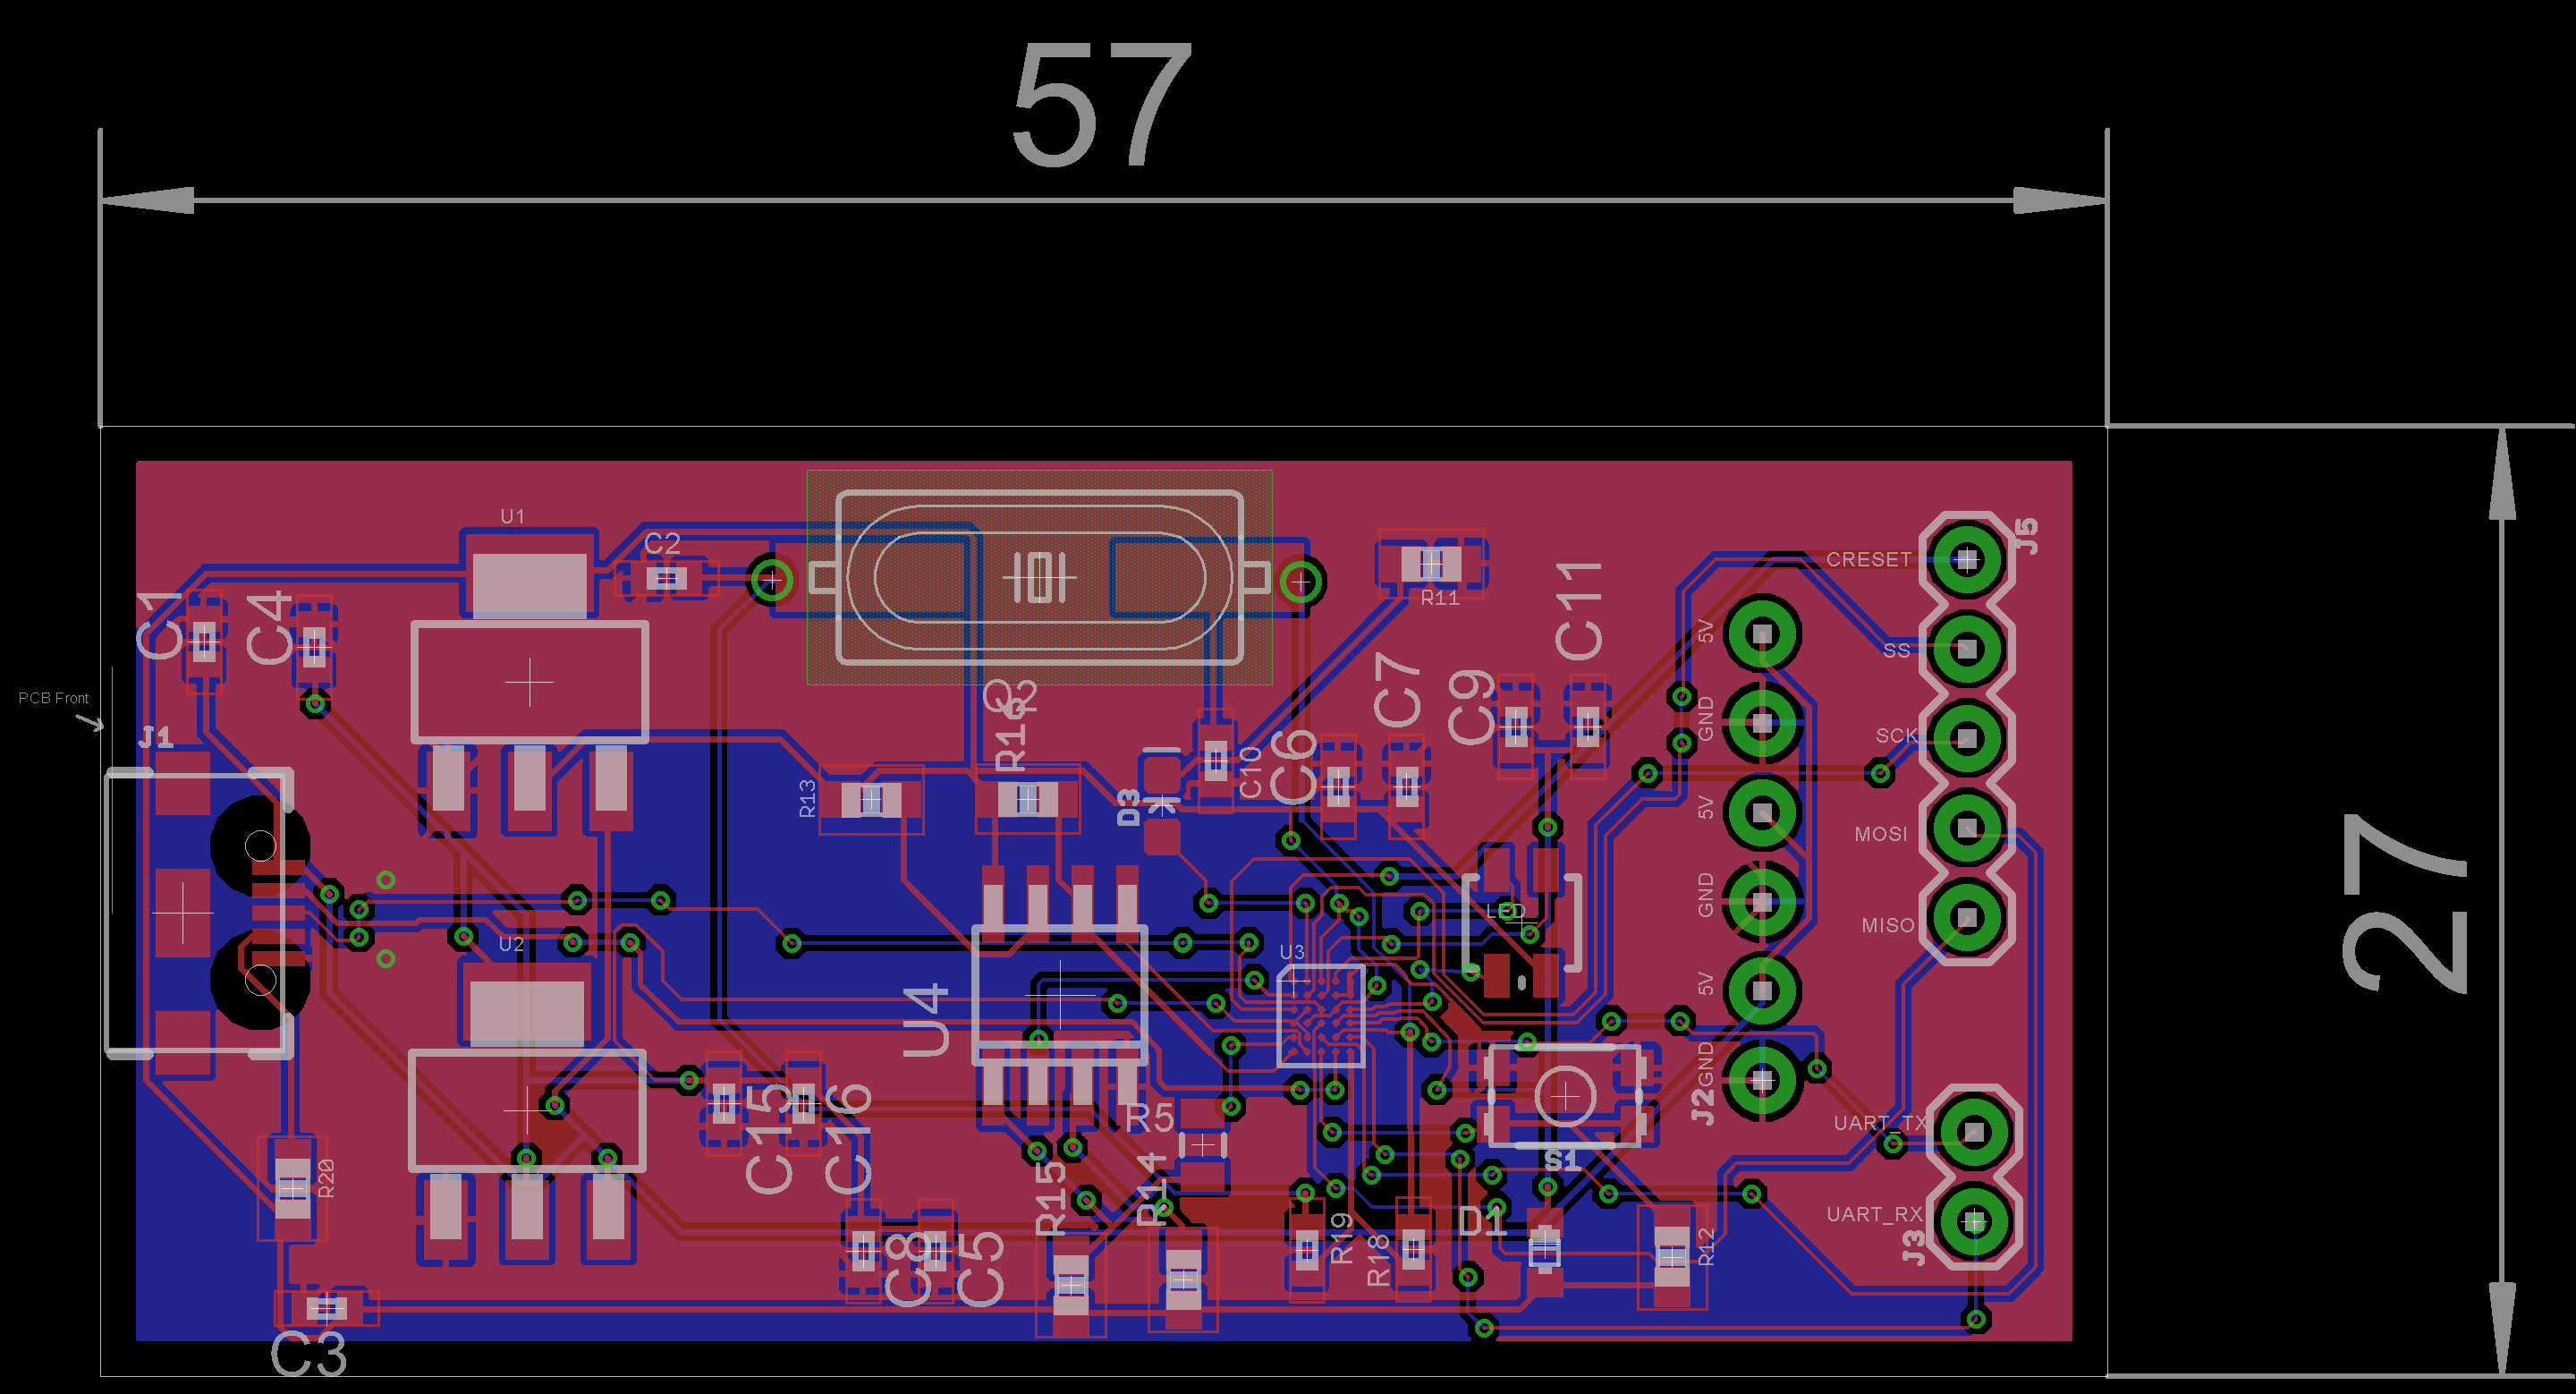 57
27
U1
C2
J5
CRESET
C1
C4
R11
C11
5V
SS
PCB Front
Q2
C7
C9
GND
SCK
J1
R13
D3
C10
C6
5V
MOSI
LED
GND
MISO
U2
U3
U4
5V
C15
C16
R5
GND
J2
UART_TX
S1
R20
R15
R14
D1
UART_RX
C8
C5
R19
R18
R12
J3
C3